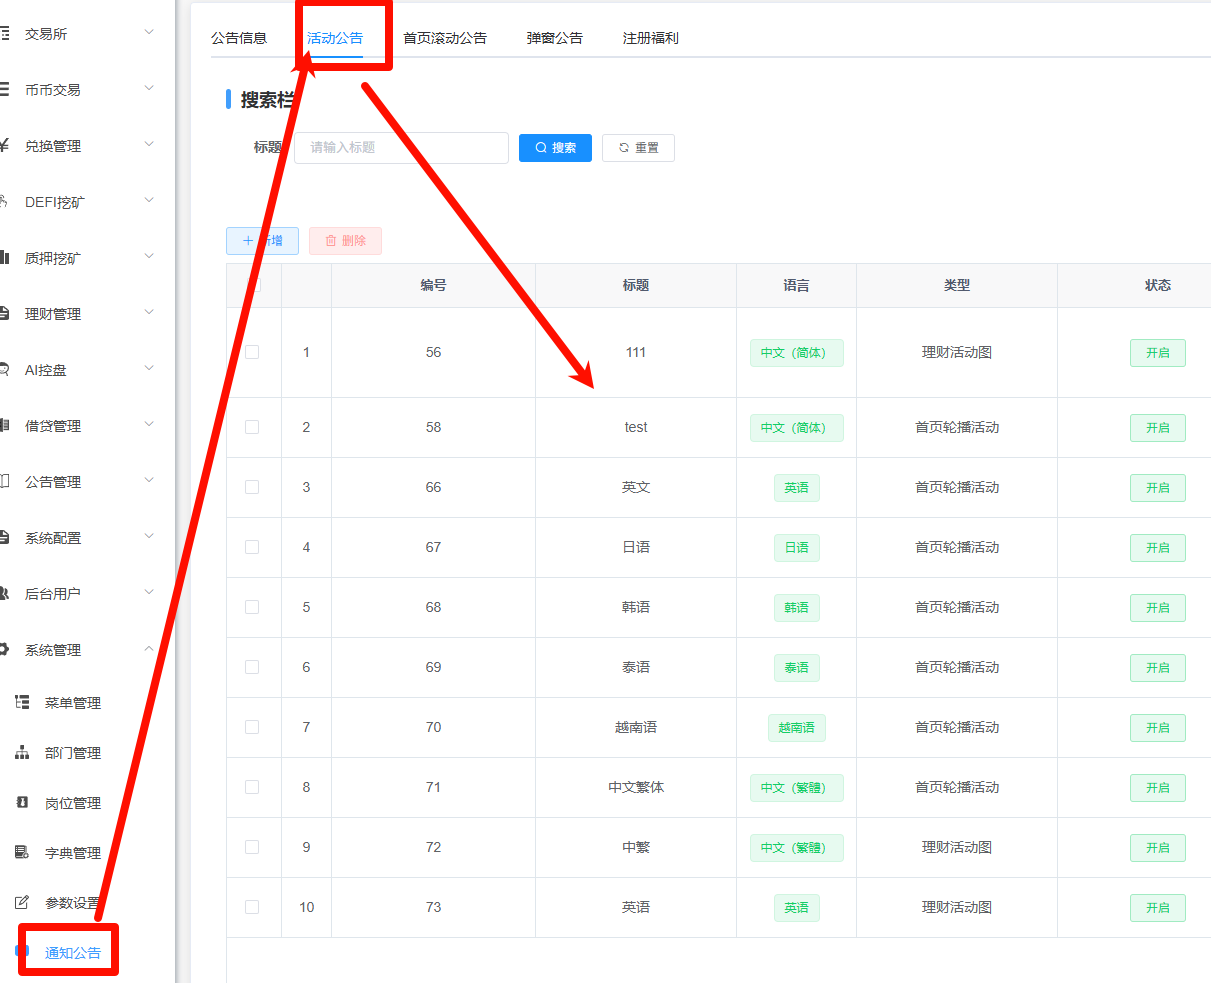 交易所
币币交易
兑换管理
DEFI挖矿
质押挖矿
理财管理
AI控盘
借贷管理
公告管理
系统配置
后台用户
系统管理
菜单管理
部门管理
岗位管理
字典管理
参数设置
通知公告
公告信息 活动公告 首页滚动公告 弹窗公告 注册福利
搜索栏
标题 请输入标题 搜索 重置
增 删除
编号 标题 语言 类型 状态
1 56 111 中文（简体） 理财活动图 开启
2 58 test 中文（简体） 首页轮播活动 开启
3 66 英文 英语 首页轮播活动 开启
4 67 日语 日语 首页轮播活动 开启
5 68 韩语 韩语 首页轮播活动 开启
6 69 泰语 泰语 首页轮播活动 开启
7 70 越南语 越南语 首页轮播活动 开启
8 71 中文繁体 中文（繁體） 首页轮播活动 开启
9 72 中繁 中文（繁體） 理财活动图 开启
10 73 英语 英语 理财活动图 开启